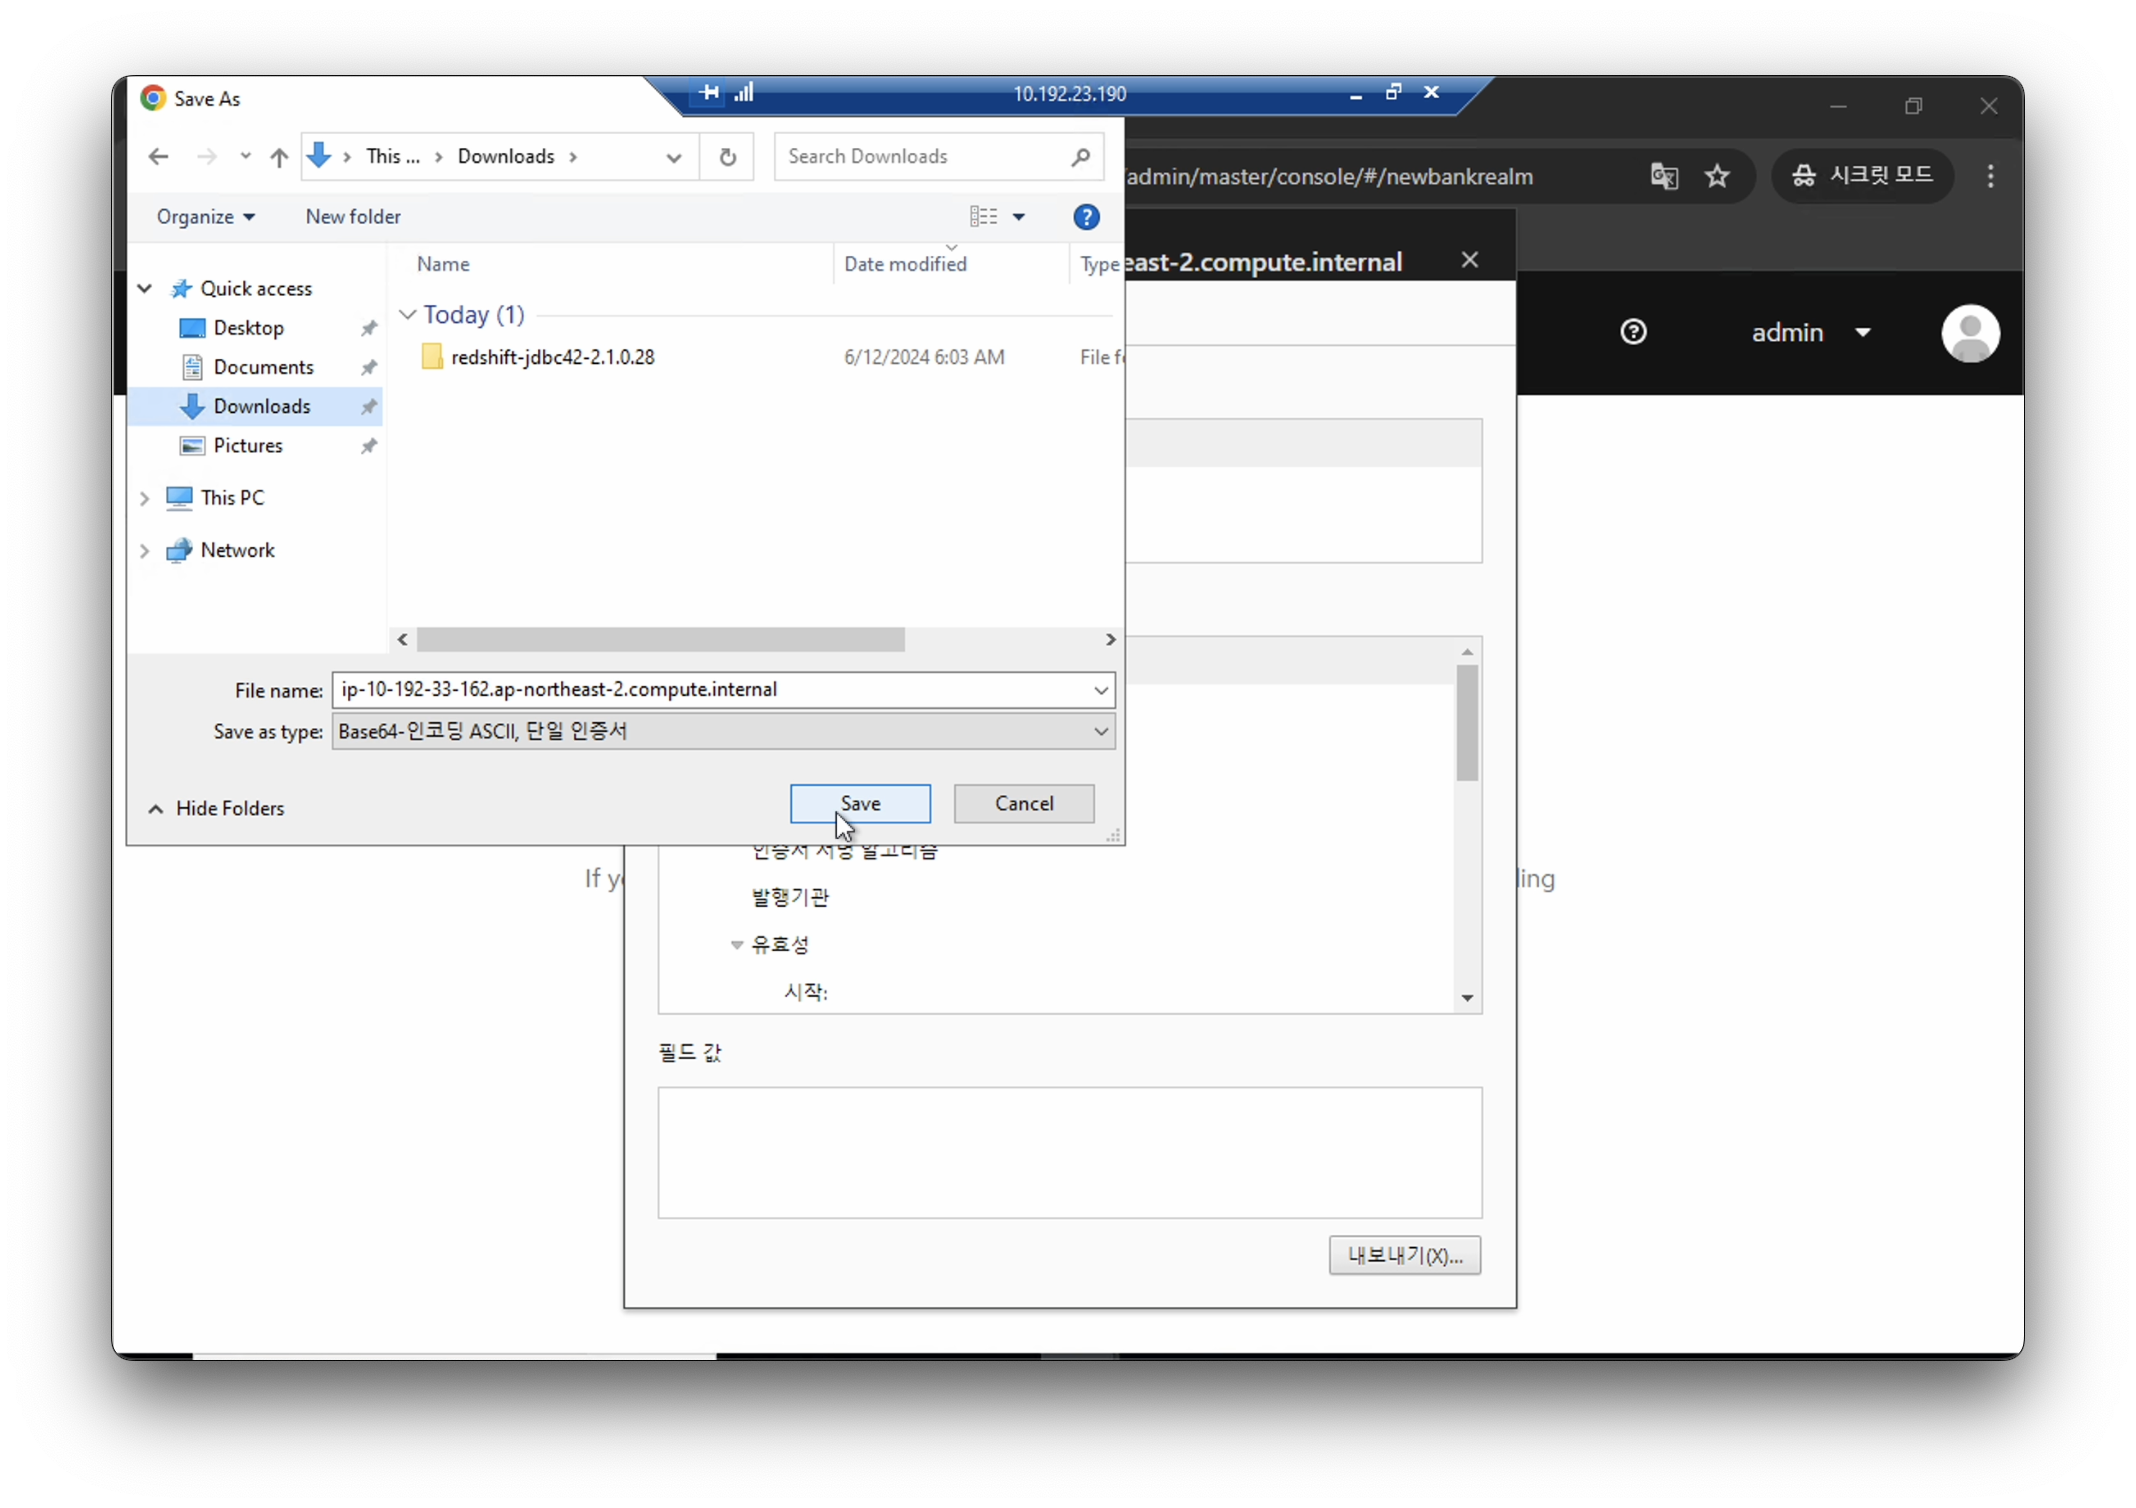 Save As
10.192.23.190
This ...
Downloads
Search Downloads
/admin/master/console/#/newbankrealm
시크릿 모드
Organize
New folder
Name
Date modified
Type
east-2.compute.internal
Quick access
Today (1)
Desktop
admin
redshift-jdbc42-2.1.0.28
6/12/2024 6:03 AM
File f
Documents
Downloads
Pictures
This PC
Network
File name:
ip-10-192-33-162.ap-northeast-2.compute.internal
Save as type:
Base64-인코딩 ASCII, 단일 인증서
Save
Cancel
Hide Folders
인증서 서명 알고리즘
If
ing
발행기관
유효성
시작:
필드 값
내보내기(X)...